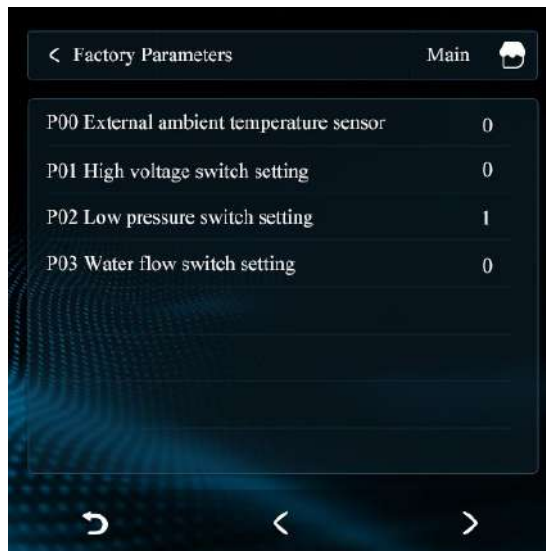 Factory Parameters Main
P00 External ambient temperature sensor 0
P01 High voltage switch setting 0
P02 Low pressure switch setting 1
P03 Water flow switch setting 0